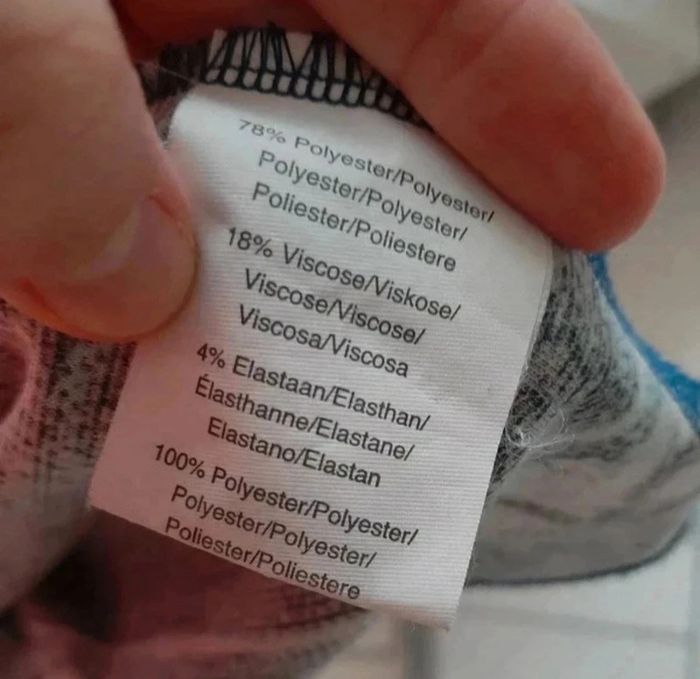 78% Polyester/Polyester/
Polyester/Polyester/
Poliester/Poliestere
18% Viscose/Viskose/
Viscose/Viscose/
Viscosa/Viscosa
4% Elastaan/Elasthan/
Élasthanne/Elastane/
Elastano/Elastan
100% Polyester/Polyester/
Polyester/Polyester/
Poliester/Poliestere